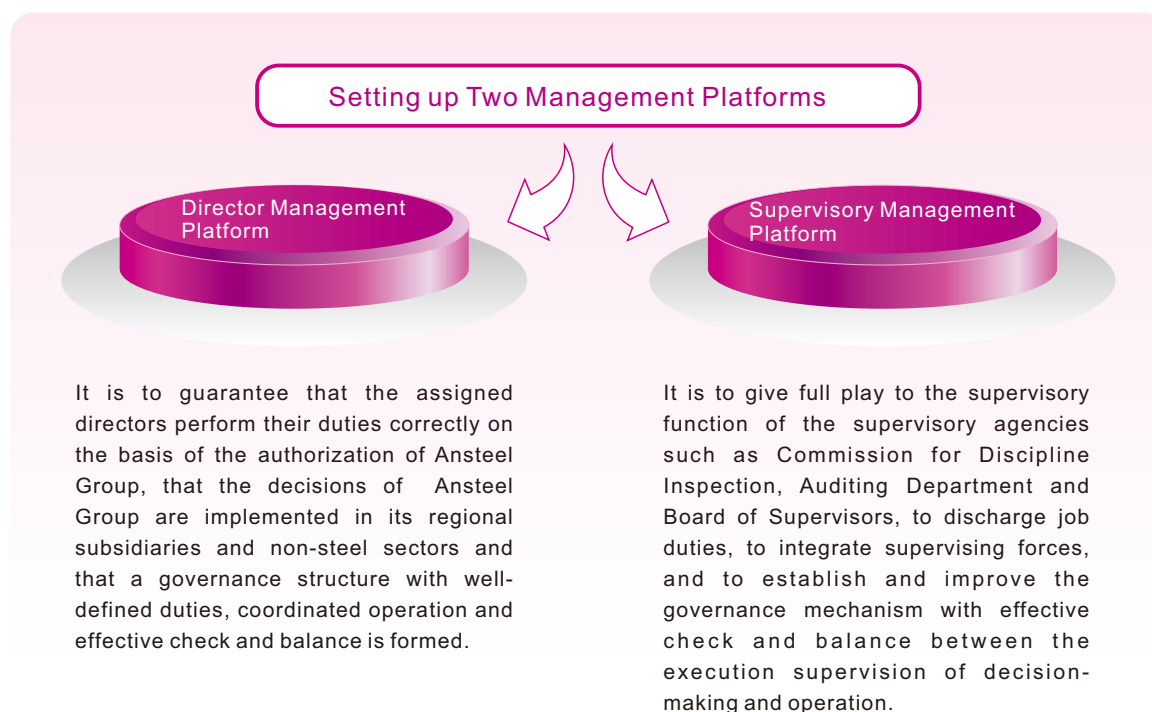 Setting up Two Management Platforms
Director Management
Platform
Supervisory Management
Platform
It is to guarantee that the assigned
directors perform their duties correctly on
the basis of the authorization of Ansteel
Group, that the decisions of Ansteel
Group are implemented in its regional
subsidiaries and non-steel sectors and
that a governance structure with well-
defined duties, coordinated operation and
effective check and balance is formed.
It is to give full play to the supervisory
function of the supervisory agencies
such as Commission for Discipline
Inspection, Auditing Department and
Board of Supervisors, to discharge job
duties, to integrate supervising forces,
and to establish and improve the
governance mechanism with effective
check and balance between the
execution supervision of decision-
making and operation.